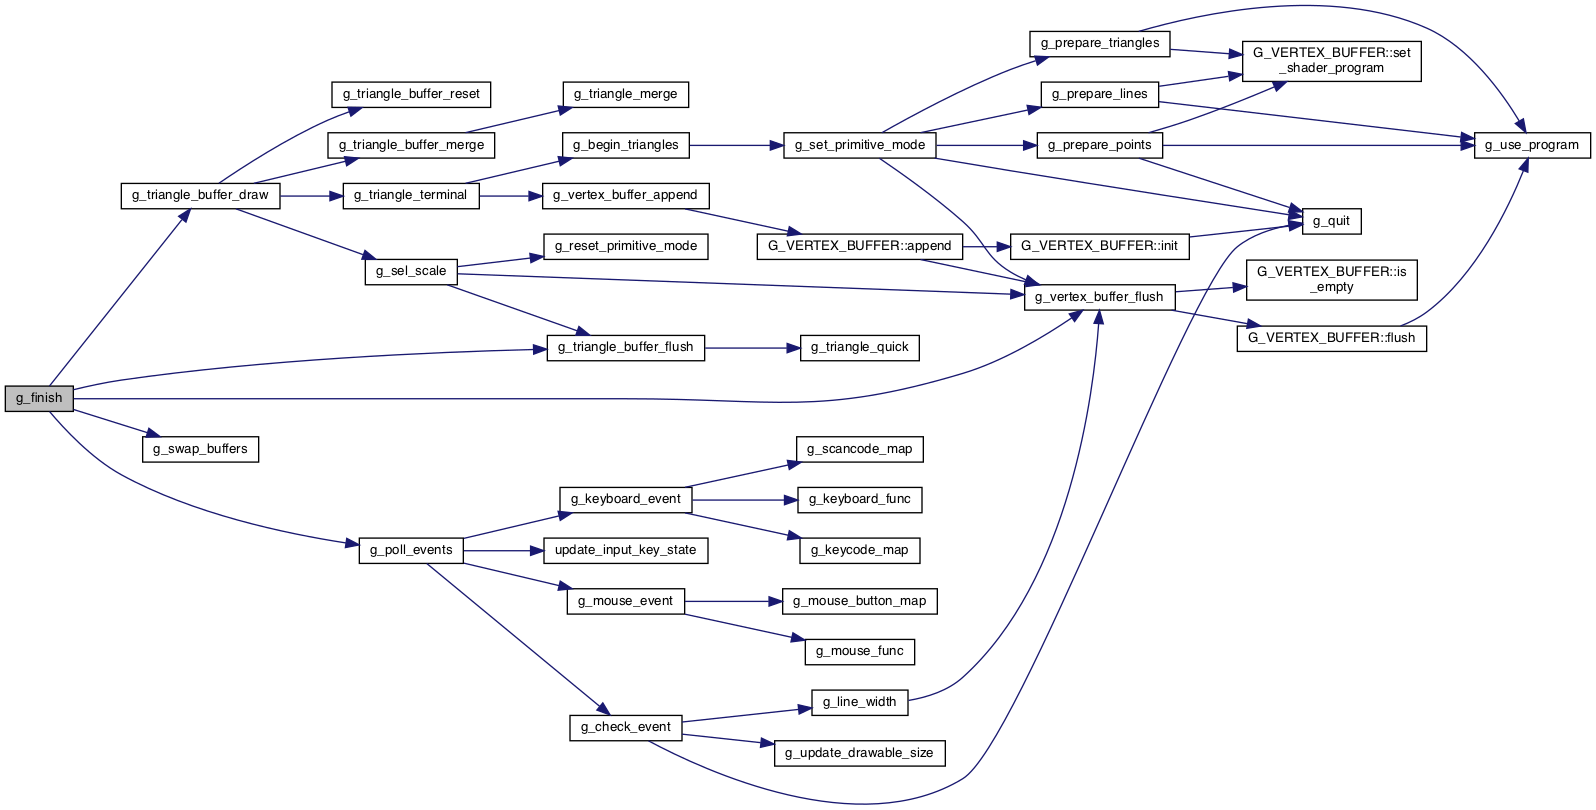 g_prepare_triangles
G_VERTEX_BUFFER::set
_shader_program
g_triangle_buffer_reset
g_triangle_merge
g_prepare_lines
g_triangle_buffer_merge
g_begin_triangles
g_set_primitive_mode
g_prepare_points
g_use_program
g_triangle_buffer_draw
g_triangle_terminal
g_vertex_buffer_append
g_quit
g_reset_primitive_mode
G_VERTEX_BUFFER::append
G_VERTEX_BUFFER::init
g_sel_scale
G_VERTEX_BUFFER::is
_empty
g_vertex_buffer_flush
G_VERTEX_BUFFER::flush
g_triangle_buffer_flush
g_triangle_quick
g_finish
g_swap_buffers
g_scancode_map
g_keyboard_event
g_keyboard_func
g_poll_events
update_input_key_state
g_keycode_map
g_mouse_event
g_mouse_button_map
g_mouse_func
g_line_width
g_check_event
g_update_drawable_size